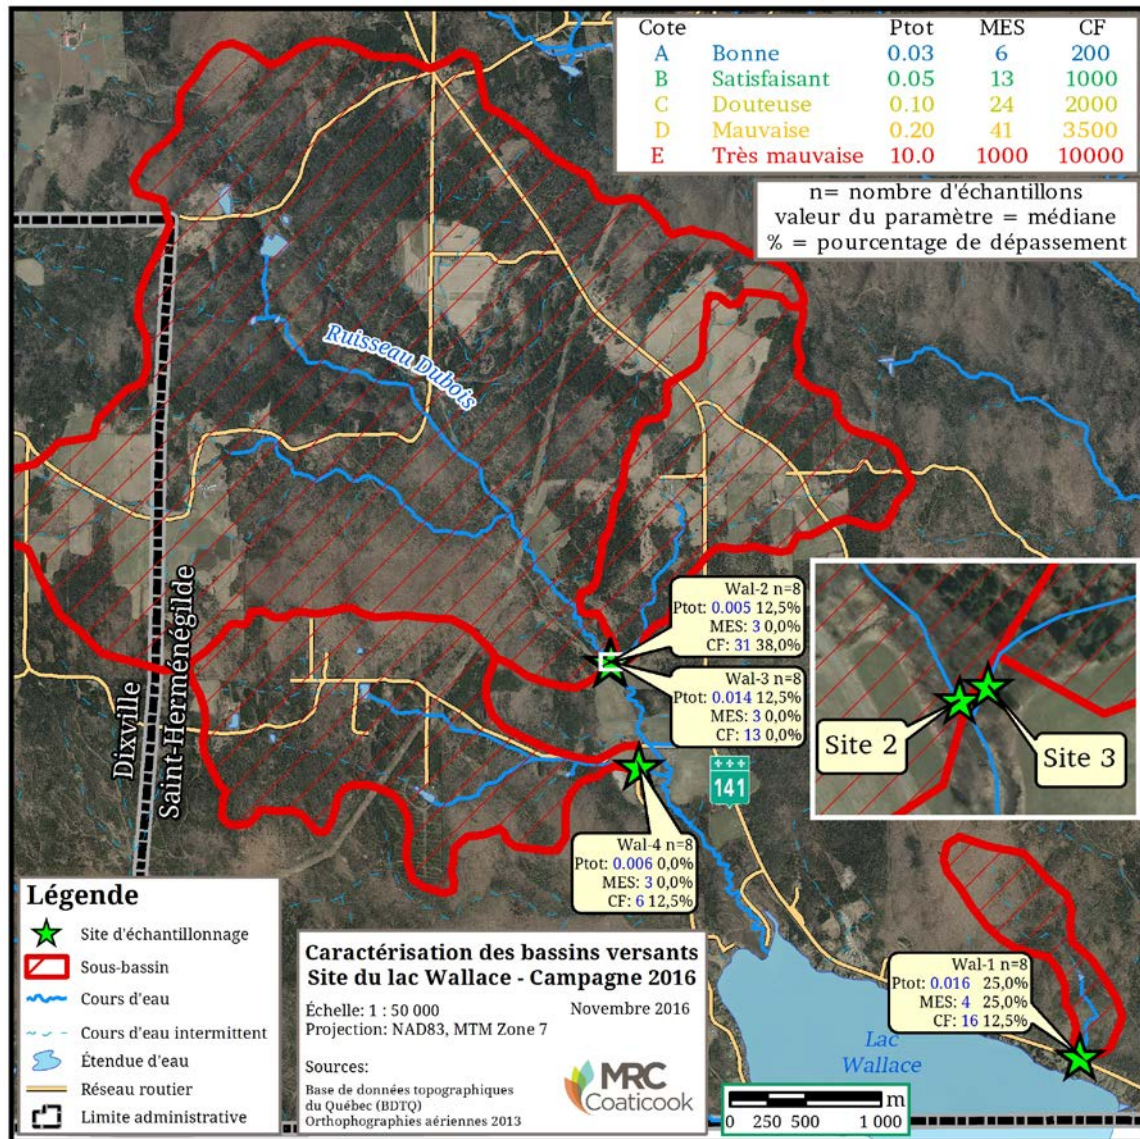 Cote Ptot MES CF
A Bonne 0.03 6 200
B Satisfaisant 0.05 13 1000
C Douteuse 0.10 24 2000
D Mauvaise 0.20 41 3500
E Très mauvaise 10.0 1000 10000
n= nombre d'échantillons
valeur du paramètre = médiane
% = pourcentage de dépassement
Ruisseau Dubois
Dixville
Saint-Herménégilde
Wal-2 n=8
Ptot: 0.005 12,5%
MES: 3 0,0%
CF: 31 38,0%
Wal-3 n=8
Ptot: 0.014 12,5%
MES: 3 0,0%
CF: 13 0,0%
Site 2
Site 3
141
Wal-4 n=8
Ptot: 0.006 0,0%
MES: 3 0,0%
CF: 6 12,5%
Wal-1 n=8
Ptot: 0.016 25,0%
MES: 4 25,0%
CF: 16 12,5%
Lac
Wallace
Légende
Site d'échantillonnage
Sous-bassin
Cours d'eau
Cours d'eau intermittent
Étendue d'eau
Réseau routier
Limite administrative
Caractérisation des bassins versants
Site du lac Wallace - Campagne 2016
Échelle: 1 : 50 000 Novembre 2016
Projection: NAD83, MTM Zone 7
Sources:
Base de données topographiques
du Québec (BDTQ)
Orthophographies aériennes 2013
MRC
Coaticook
m
0 250 500 1 000